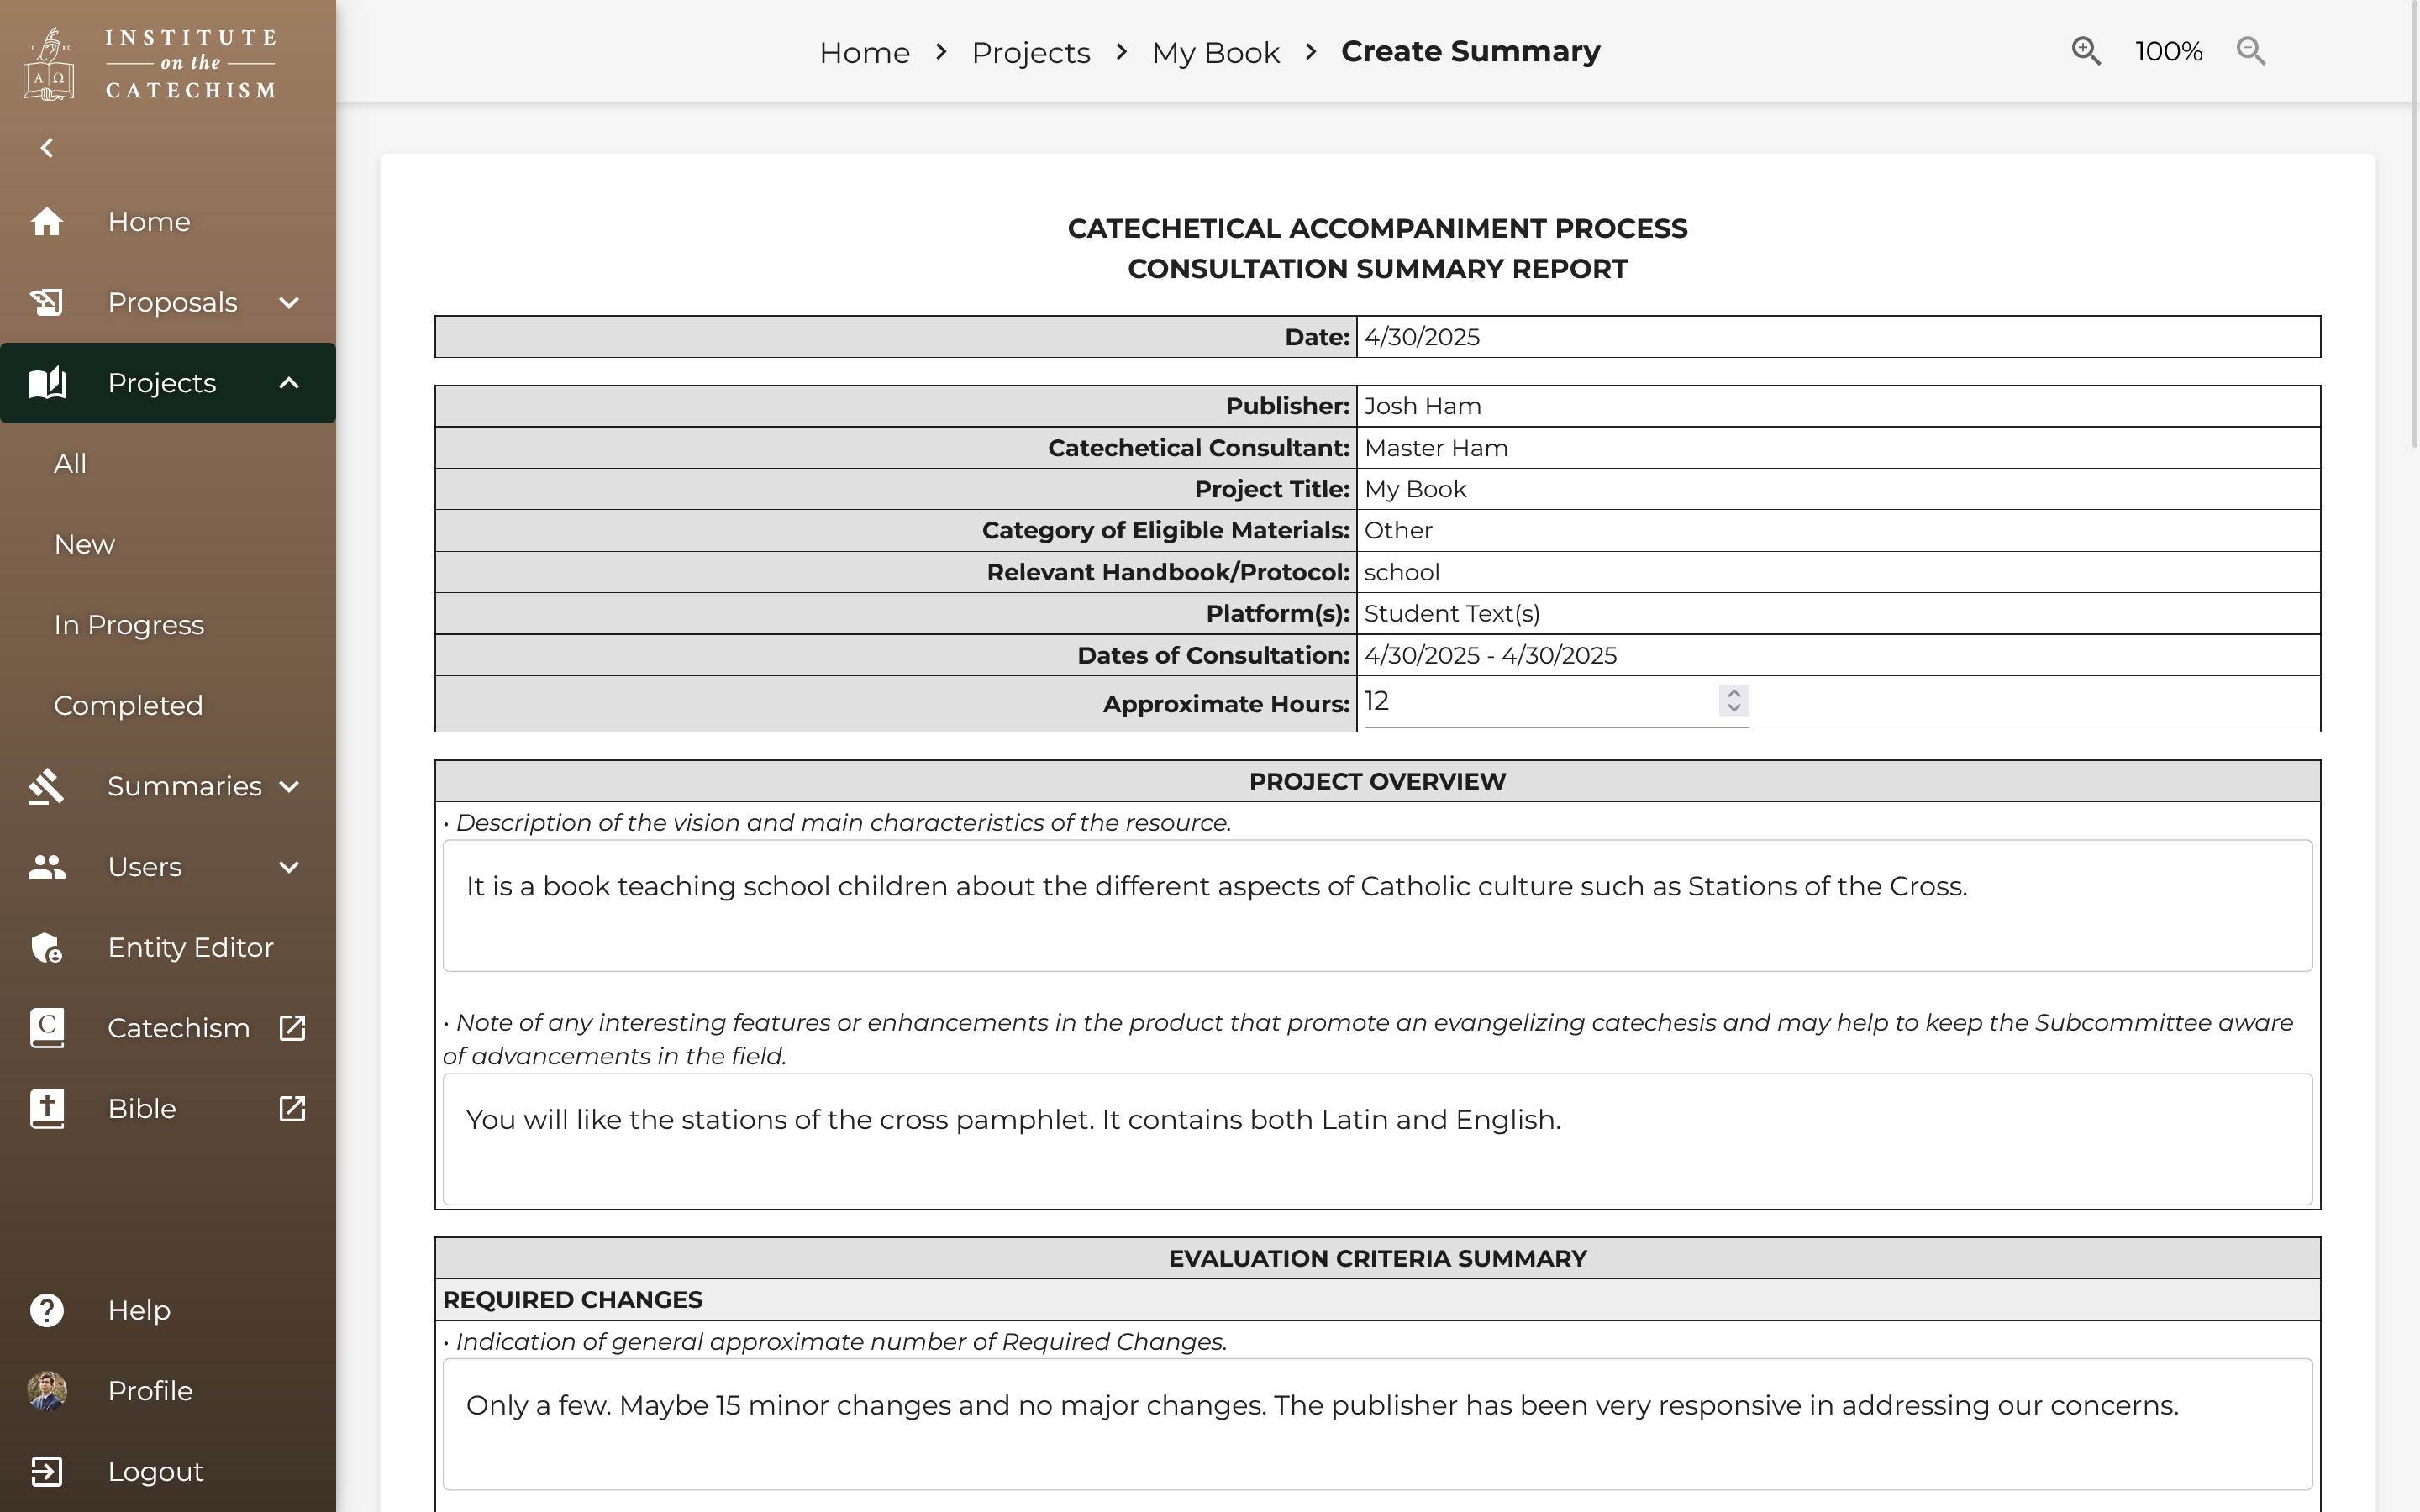 INSTITUTE
on the
CATECHISM
IC XC
Α Ω
Home
Proposals
Projects
All
New
In Progress
Completed
Summaries
Users
Entity Editor
C
Catechism
Bible
Help
Profile
Logout
Home > Projects > My Book > Create Summary
100%
CATECHETICAL ACCOMPANIMENT PROCESS
CONSULTATION SUMMARY REPORT
Date: 4/30/2025
Publisher: Josh Ham
Catechetical Consultant: Master Ham
Project Title: My Book
Category of Eligible Materials: Other
Relevant Handbook/Protocol: school
Platform(s): Student Text(s)
Dates of Consultation: 4/30/2025 - 4/30/2025
Approximate Hours: 12
PROJECT OVERVIEW
• Description of the vision and main characteristics of the resource.
It is a book teaching school children about the different aspects of Catholic culture such as Stations of the Cross.
• Note of any interesting features or enhancements in the product that promote an evangelizing catechesis and may help to keep the Subcommittee aware
of advancements in the field.
You will like the stations of the cross pamphlet. It contains both Latin and English.
EVALUATION CRITERIA SUMMARY
REQUIRED CHANGES
• Indication of general approximate number of Required Changes.
Only a few. Maybe 15 minor changes and no major changes. The publisher has been very responsive in addressing our concerns.